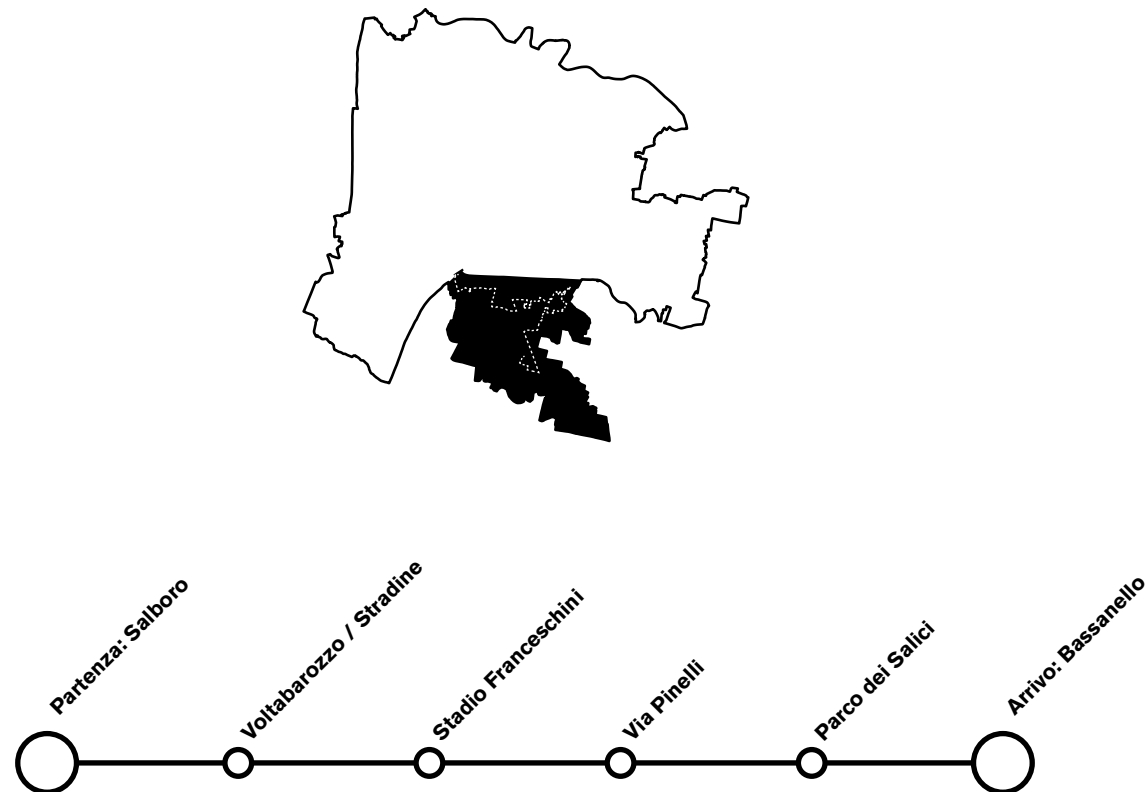 Partenza: Salboro
Voltabarozzo / Stradine
Stadio Franceschini
Via Pinelli
Parco dei Salici
Arrivo: Bassanello